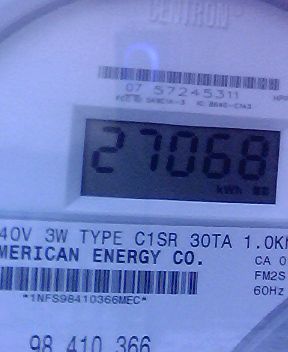 CENTRON
07 57245311
27068
kWh
40V 3W TYPE C1SR 30TA 1.0K
MERICAN ENERGY CO.
CA 0
FM2S
60Hz
*1NFS98410366MEC*
98 410 366